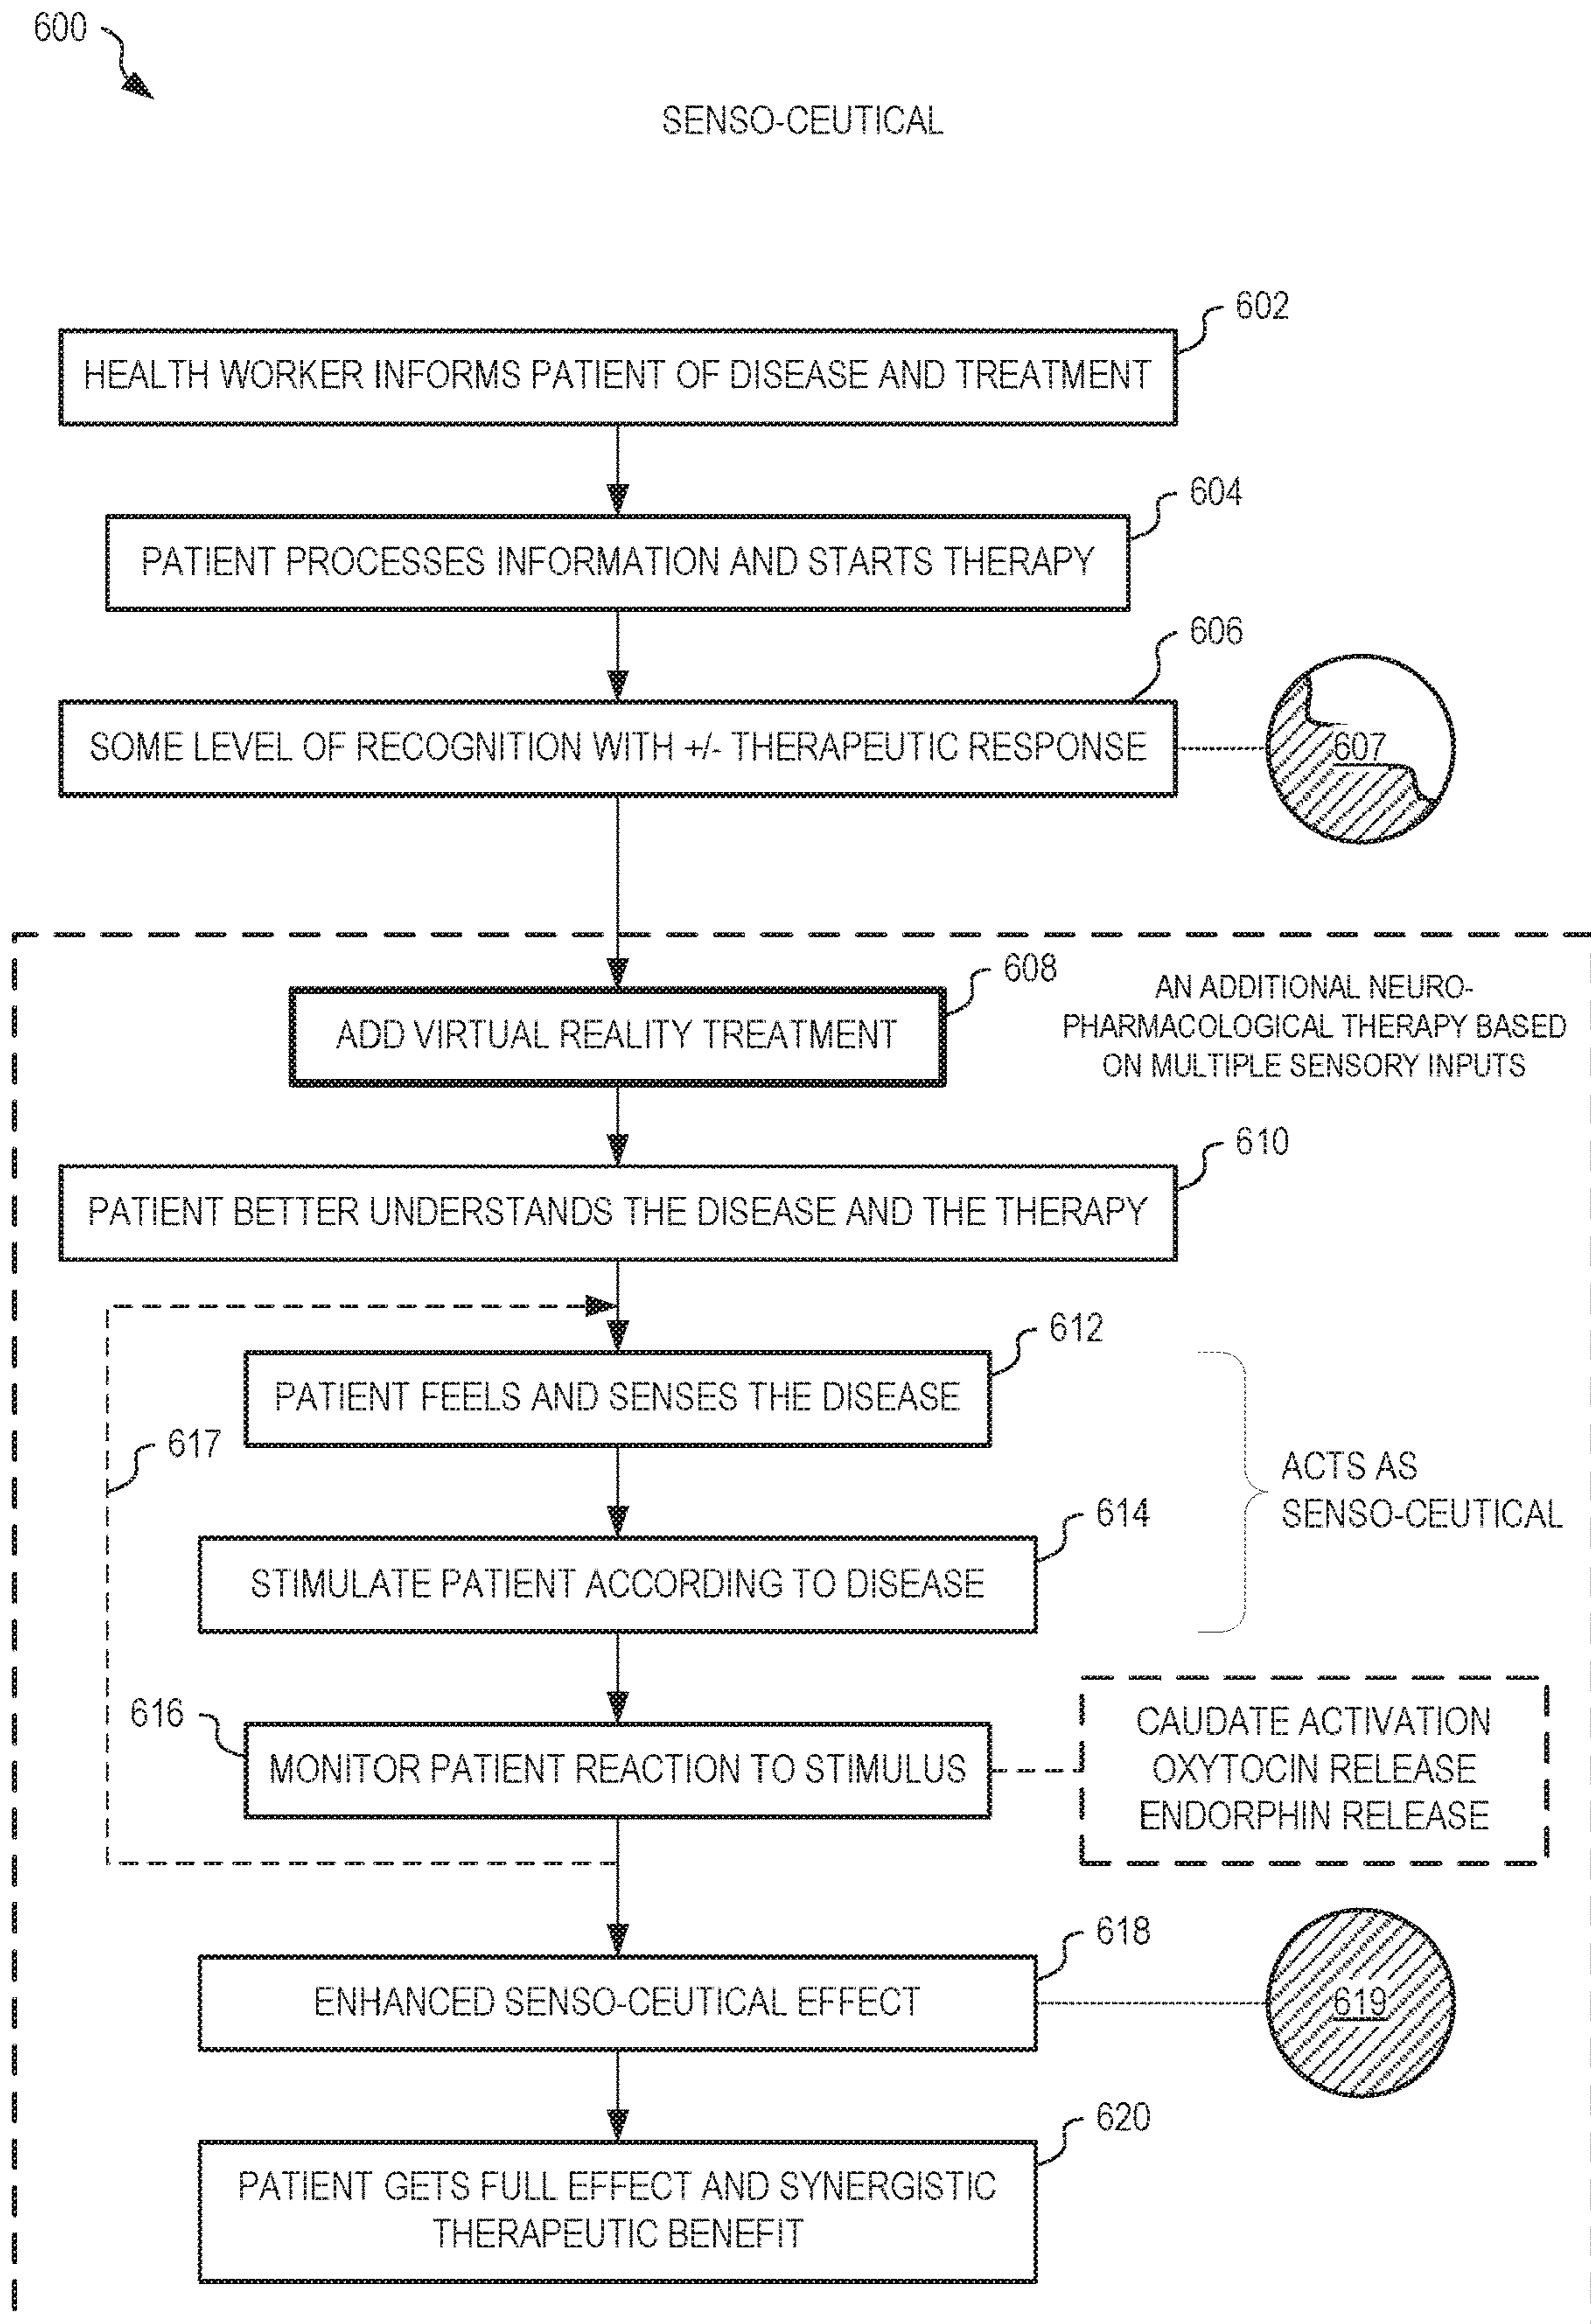 600
SENSO-CEUTICAL
602
HEALTH WORKER INFORMS PATIENT OF DISEASE AND TREATMENT
604
PATIENT PROCESSES INFORMATION AND STARTS THERAPY
606
SOME LEVEL OF RECOGNITION WITH +/- THERAPEUTIC RESPONSE
607
608
ADD VIRTUAL REALITY TREATMENT
AN ADDITIONAL NEURO-
PHARMACOLOGICAL THERAPY BASED
ON MULTIPLE SENSORY INPUTS
610
PATIENT BETTER UNDERSTANDS THE DISEASE AND THE THERAPY
612
PATIENT FEELS AND SENSES THE DISEASE
617
ACTS AS
SENSO-CEUTICAL
614
STIMULATE PATIENT ACCORDING TO DISEASE
616
MONITOR PATIENT REACTION TO STIMULUS
CAUDATE ACTIVATION
OXYTOCIN RELEASE
ENDORPHIN RELEASE
618
ENHANCED SENSO-CEUTICAL EFFECT
619
620
PATIENT GETS FULL EFFECT AND SYNERGISTIC
THERAPEUTIC BENEFIT